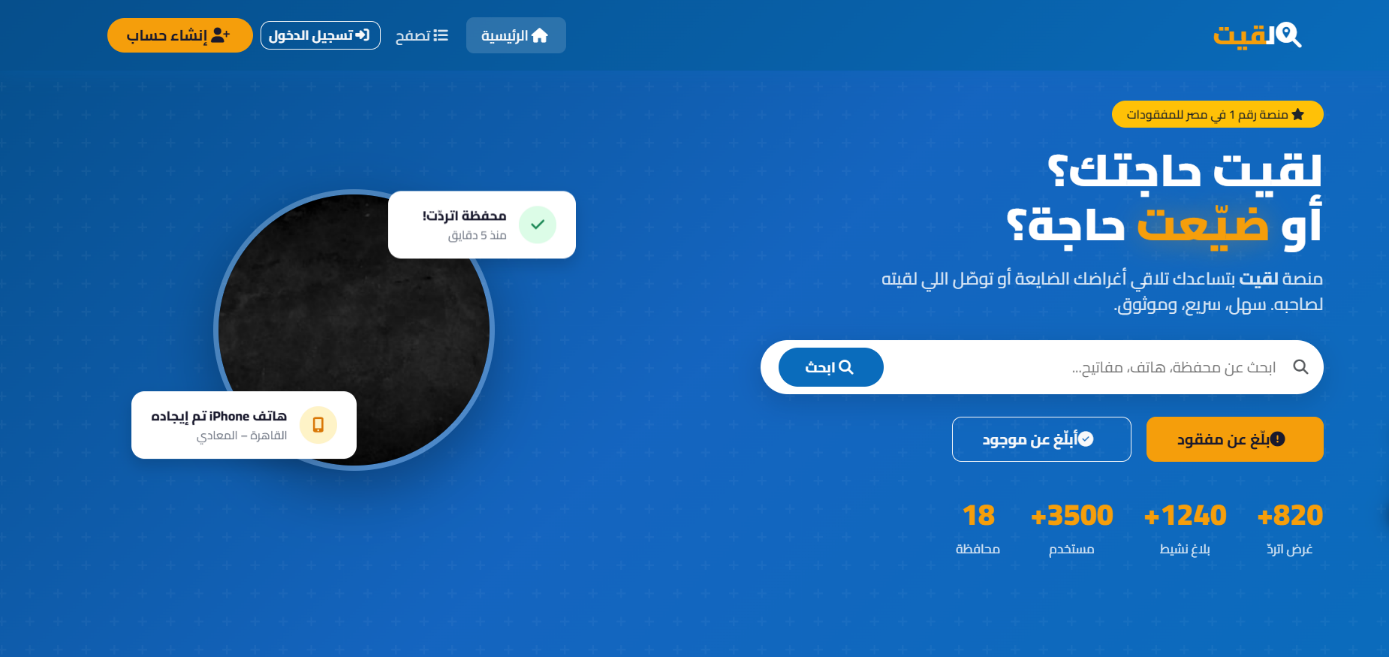 لقيت
الرئيسية
تصفح
تسجيل الدخول
إنشاء حساب
منصة رقم 1 في مصر للمفقودات
لقيت حاجتك؟
أو ضيّعت حاجة؟
منصة لقيت بتساعدك تلاقي أغراضك الضايعة أو توصّل اللي لقيته
لصاحبه. سهل، سريع، وموثوق.
ابحث عن محفظة، هاتف، مفاتيح...
ابحث
بلّغ عن مفقود
أبلّغ عن موجود
820+
غرض اتردّ
1240+
بلاغ نشيط
3500+
مستخدم
18
محافظة
محفظة اتردّت!
منذ 5 دقايق
هاتف iPhone تم إيجاده
القاهرة – المعادي